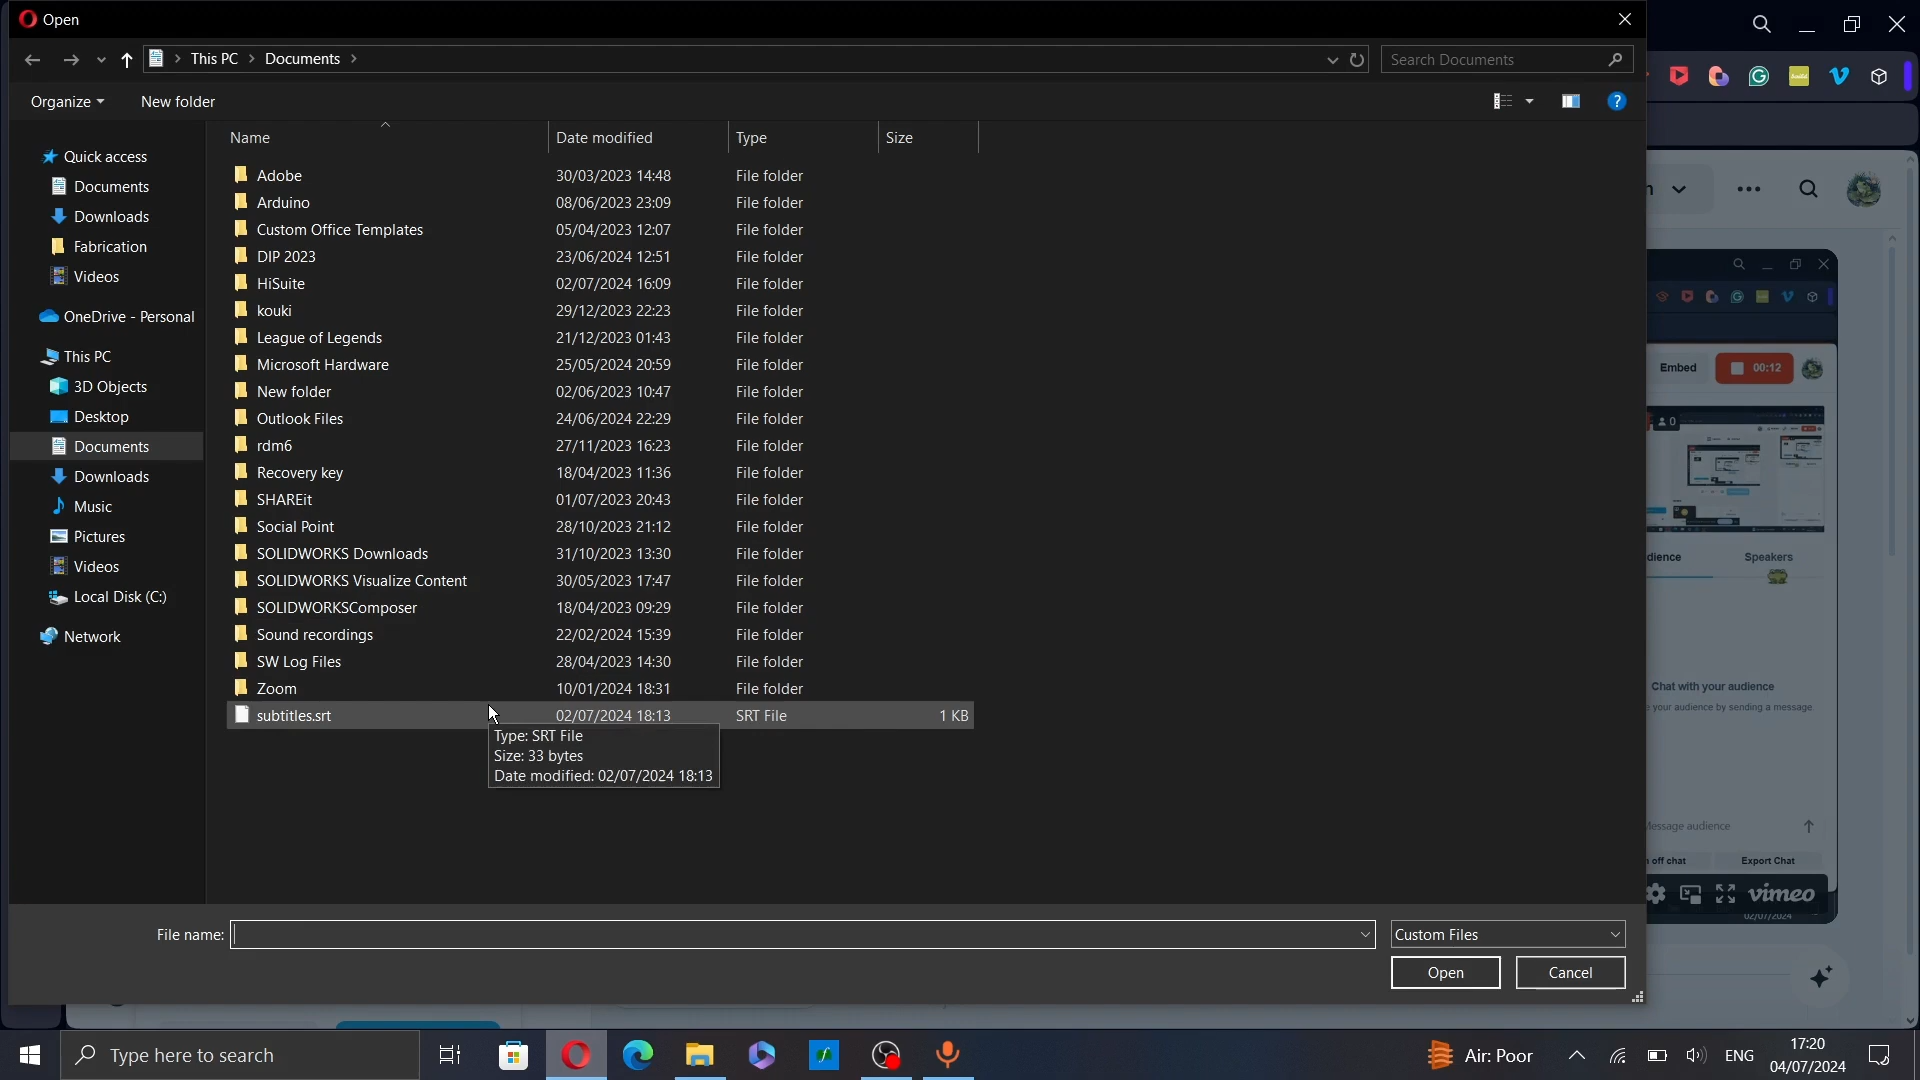 Open
This PC > Documents >
Search Documents
Organize
New folder
?
Name Date modified Type Size
Quick access
Documents
Downloads
Fabrication
Videos
OneDrive - Personal
This PC
3D Objects
Desktop
Documents
Downloads
Music
Pictures
Videos
Local Disk (C:)
Network
Adobe 30/03/2023 14:48 File folder
Arduino 08/06/2023 23:09 File folder
Custom Office Templates 05/04/2023 12:07 File folder
DIP 2023 23/06/2024 12:51 File folder
HiSuite 02/07/2024 16:09 File folder
kouki 29/12/2023 22:23 File folder
League of Legends 21/12/2023 01:43 File folder
Microsoft Hardware 25/05/2024 20:59 File folder
New folder 02/06/2023 10:47 File folder
Outlook Files 24/06/2024 22:29 File folder
rdm6 27/11/2023 16:23 File folder
Recovery key 18/04/2023 11:36 File folder
SHAREit 01/07/2023 20:43 File folder
Social Point 28/10/2023 21:12 File folder
SOLIDWORKS Downloads 31/10/2023 13:30 File folder
SOLIDWORKS Visualize Content 30/05/2023 17:47 File folder
SOLIDWORKSComposer 18/04/2023 09:29 File folder
Sound recordings 22/02/2024 15:39 File folder
SW Log Files 28/04/2023 14:30 File folder
Zoom 10/01/2024 18:31 File folder
subtitles.srt 02/07/2024 18:13 SRT File 1 KB
Type: SRT File
Size: 33 bytes
Date modified: 02/07/2024 18:13
File name:
Custom Files
Open
Cancel
Embed
00:12
0
dience
Speakers
Chat with your audience
your audience by sending a message
Message audience
n off chat
Export Chat
vimeo
02/07/2024
Type here to search
Air: Poor
ENG
17:20
04/07/2024